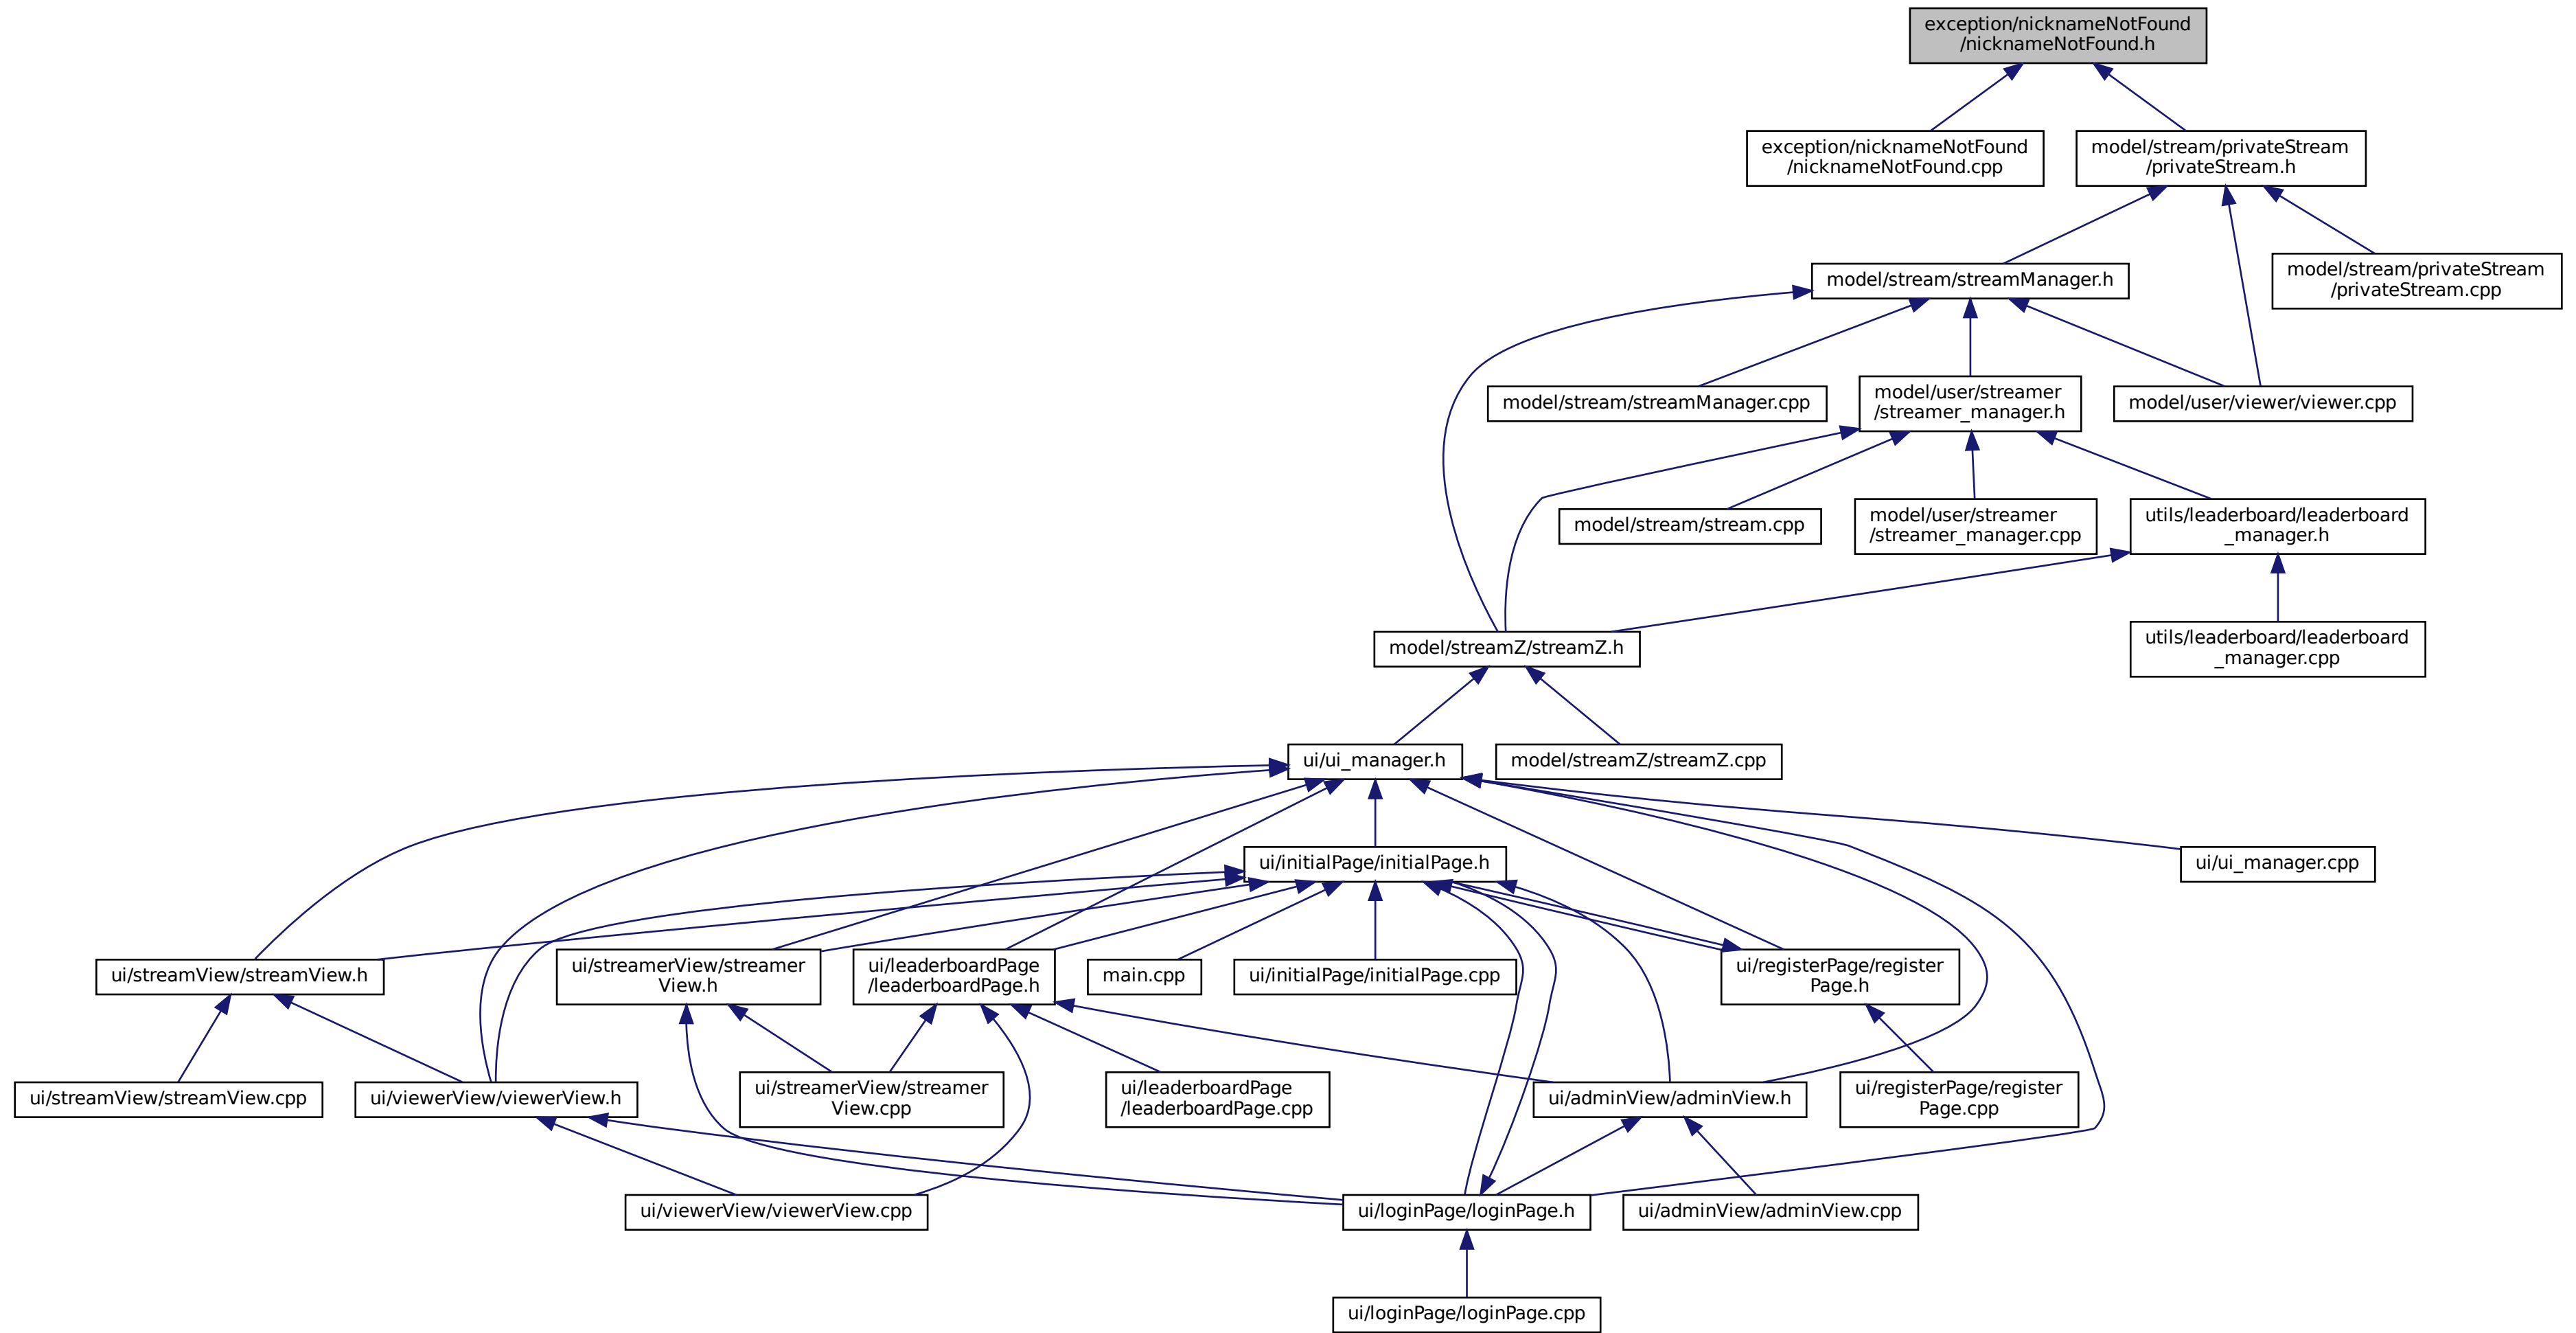 exception/nicknameNotFound
/nicknameNotFound.h
exception/nicknameNotFound
/nicknameNotFound.cpp
model/stream/privateStream
/privateStream.h
model/stream/streamManager.h
model/stream/privateStream
/privateStream.cpp
model/stream/streamManager.cpp
model/user/streamer
/streamer_manager.h
model/user/viewer/viewer.cpp
model/stream/stream.cpp
model/user/streamer
/streamer_manager.cpp
utils/leaderboard/leaderboard
_manager.h
model/streamZ/streamZ.h
utils/leaderboard/leaderboard
_manager.cpp
ui/ui_manager.h
model/streamZ/streamZ.cpp
ui/initialPage/initialPage.h
ui/ui_manager.cpp
ui/streamView/streamView.h
ui/streamerView/streamer
View.h
ui/leaderboardPage
/leaderboardPage.h
main.cpp
ui/initialPage/initialPage.cpp
ui/registerPage/register
Page.h
ui/streamView/streamView.cpp
ui/viewerView/viewerView.h
ui/streamerView/streamer
View.cpp
ui/leaderboardPage
/leaderboardPage.cpp
ui/adminView/adminView.h
ui/registerPage/register
Page.cpp
ui/viewerView/viewerView.cpp
ui/loginPage/loginPage.h
ui/adminView/adminView.cpp
ui/loginPage/loginPage.cpp